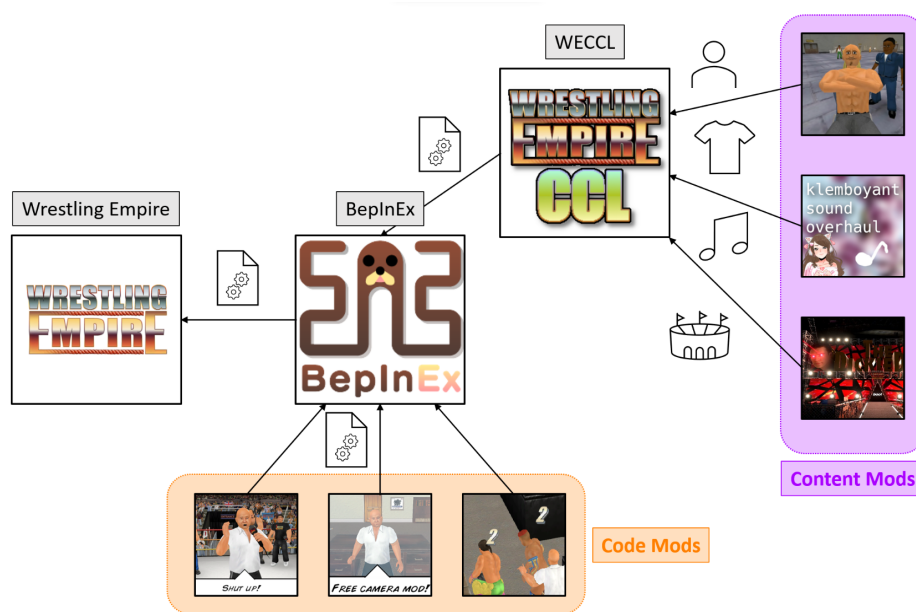 WECCL
WRESTLING
EMPIRE
CCL
klemboyant
sound
overhaul
Wrestling Empire
BepInEx
WRESTLING
EMPIRE
BepInEx
Content Mods
Code Mods
SHUT UP!
FREE CAMERA MOD!
2
2